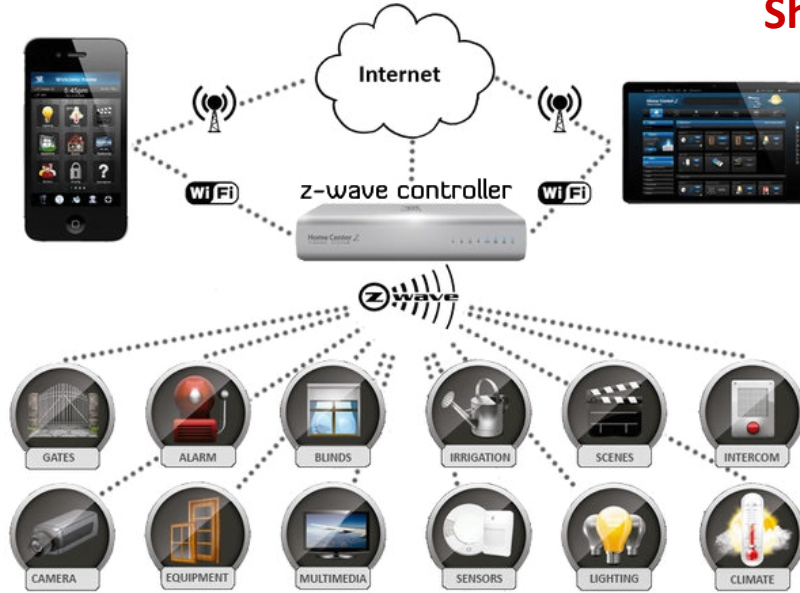 Sh
Internet
WiFi
WiFi
z-wave controller
Home Center 2
z wave
GATES
ALARM
BLINDS
IRRIGATION
SCENES
INTERCOM
CAMERA
EQUIPMENT
MULTIMEDIA
SENSORS
LIGHTING
CLIMATE